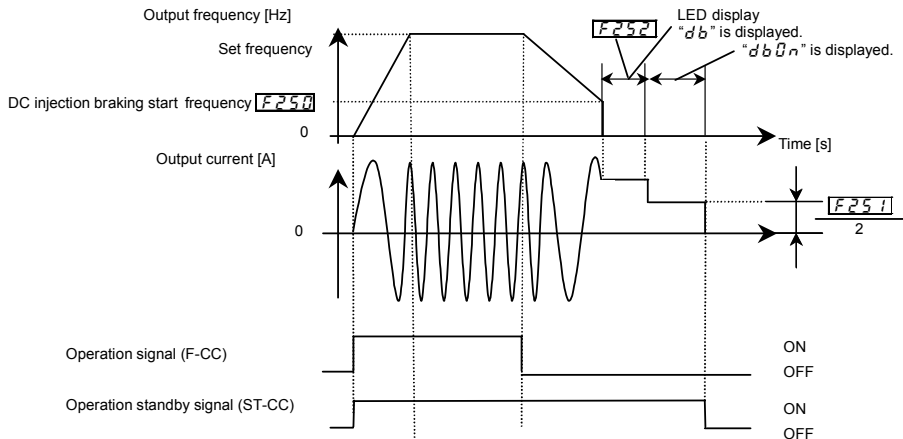 Output frequency [Hz]
Set frequency
F252
LED display
“db” is displayed.
“dbOn” is displayed.
DC injection braking start frequency F250
0
Time [s]
Output current [A]
0
F251
2
Operation signal (F-CC)
ON
OFF
Operation standby signal (ST-CC)
ON
OFF